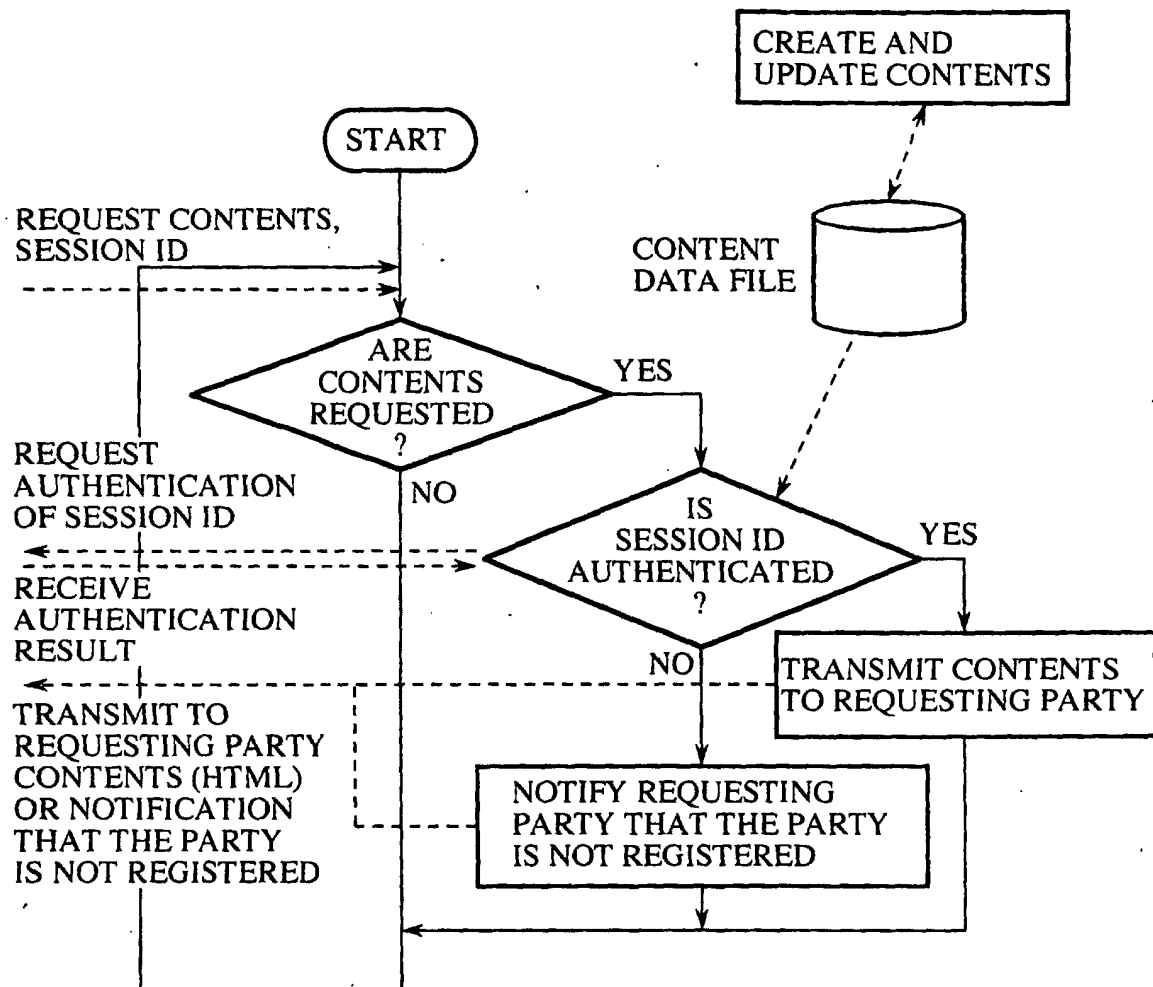 CREATE AND
UPDATE CONTENTS
START
REQUEST CONTENTS,
SESSION ID
CONTENT
DATA FILE
ARE
CONTENTS
REQUESTED
?
YES
NO
REQUEST
AUTHENTICATION
OF SESSION ID
IS
SESSION ID
AUTHENTICATED
?
YES
NO
RECEIVE
AUTHENTICATION
RESULT
TRANSMIT CONTENTS
TO REQUESTING PARTY
TRANSMIT TO
REQUESTING PARTY
CONTENTS (HTML)
OR NOTIFICATION
THAT THE PARTY
IS NOT REGISTERED
NOTIFY REQUESTING
PARTY THAT THE PARTY
IS NOT REGISTERED